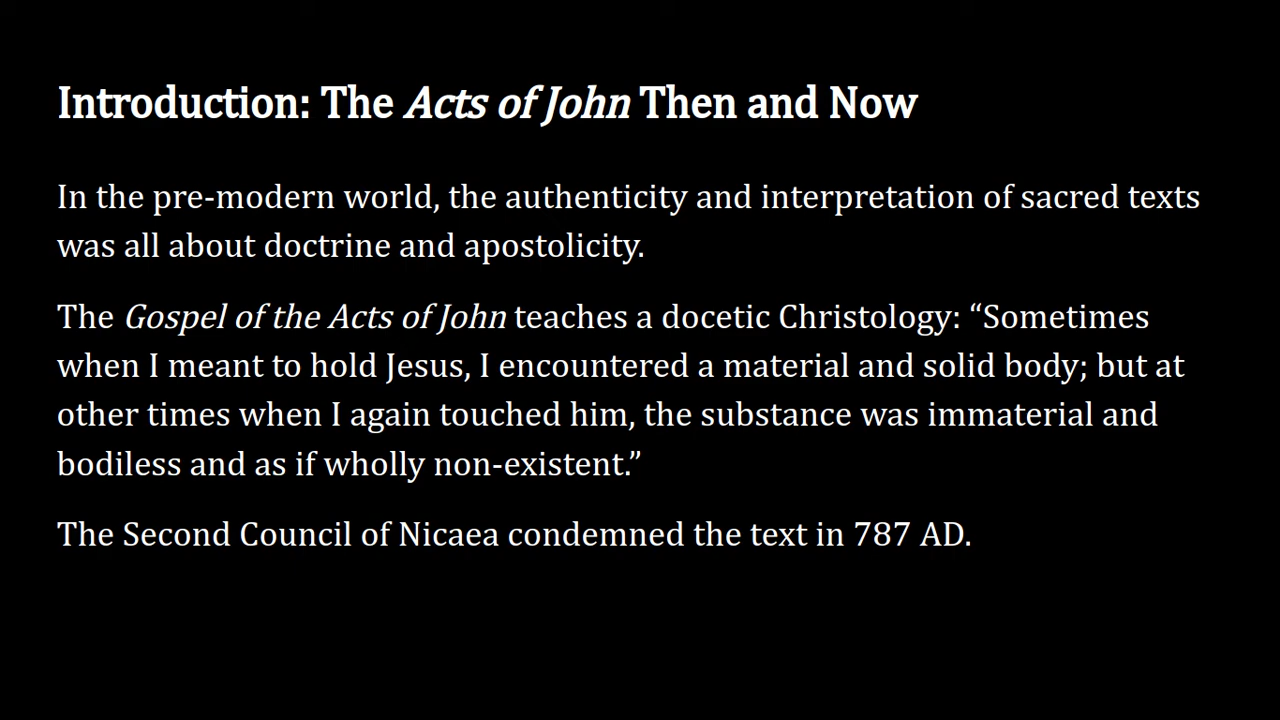 Introduction: The Acts of John Then and Now
In the pre-modern world, the authenticity and interpretation of sacred texts
was all about doctrine and apostolicity.
The Gospel of the Acts of John teaches a docetic Christology: “Sometimes
when I meant to hold Jesus, I encountered a material and solid body; but at
other times when I again touched him, the substance was immaterial and
bodiless and as if wholly non-existent.”
The Second Council of Nicaea condemned the text in 787 AD.